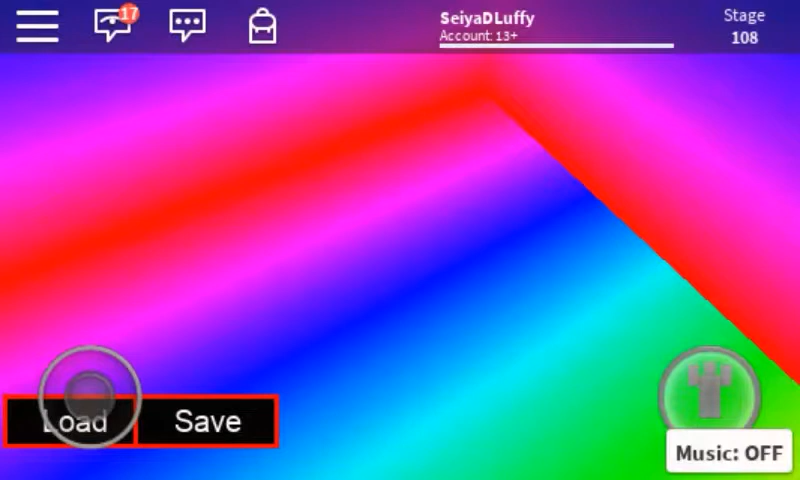 17
SeiyaDLuffy
Account: 13+
Stage
108
Load
Save
Music: OFF